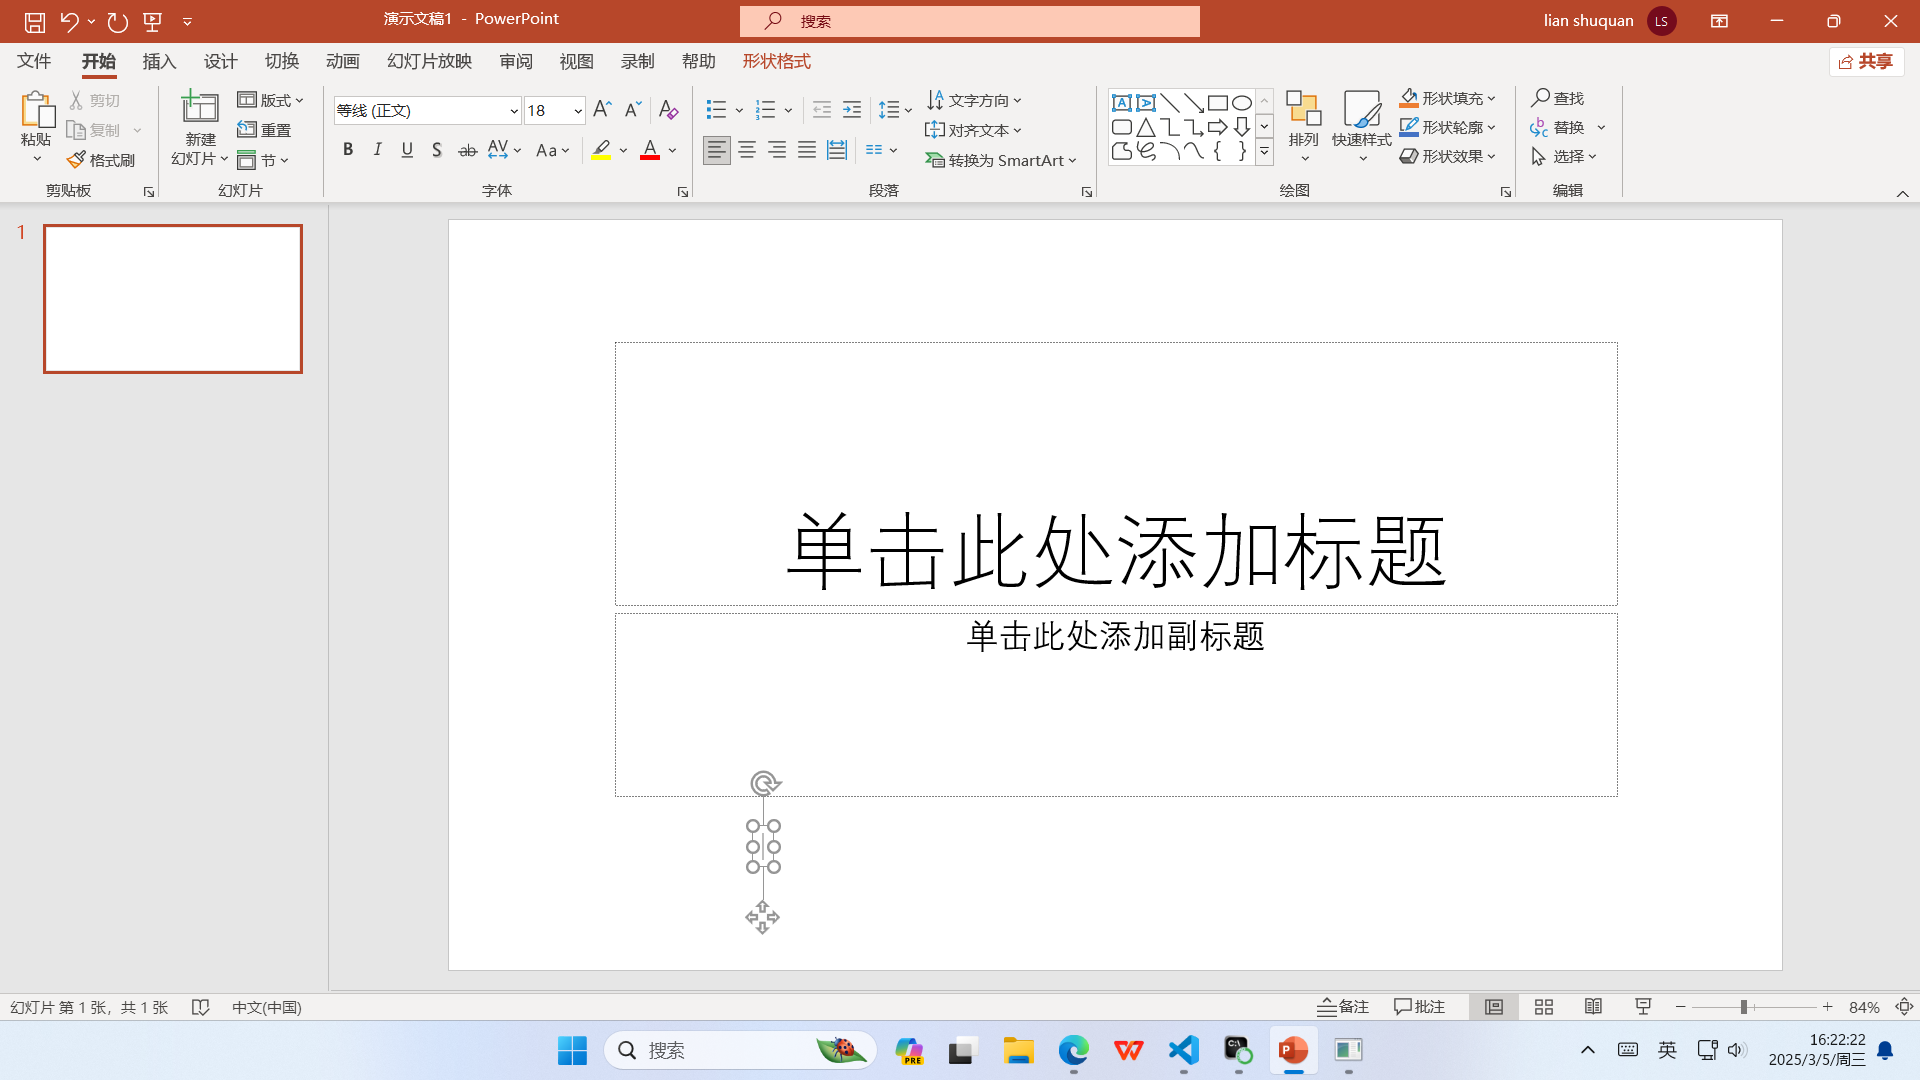 演示文稿1 - PowerPoint
搜索
lian shuquan
LS
文件 开始 插入 设计 切换 动画 幻灯片放映 审阅 视图 录制 帮助 形状格式
共享
粘贴
剪切
复制
格式刷
剪贴板
新建
幻灯片
版式
重置
节
幻灯片
等线 (正文)
18
B I U S ab AV Aa
A
字体
文字方向
对齐文本
转换为 SmartArt
段落
排列
快速样式
形状填充
形状轮廓
形状效果
绘图
查找
替换
选择
编辑
1
单击此处添加标题
单击此处添加副标题
幻灯片 第 1 张，共 1 张
中文(中国)
备注
批注
84%
搜索
PRE
英
16:22:22
2025/3/5/周三